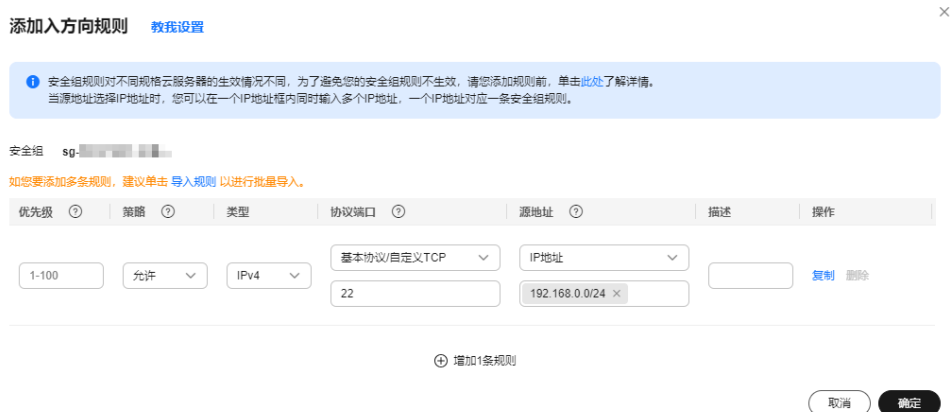 添加入方向规则 教我设置
安全组规则对不同规格云服务器的生效情况不同，为了避免您的安全组规则不生效，请您添加规则前，单击此处了解详情。
当源地址选择IP地址时，您可以在一个IP地址框内同时输入多个IP地址，一个IP地址对应一条安全组规则。
安全组 sg-
如您要添加多条规则，建议单击 导入规则 以进行批量导入。
优先级 策略 类型 协议端口 源地址 描述 操作
基本协议/自定义TCP IP地址
1-100 允许 IPv4 复制 删除
22 192.168.0.0/24
增加1条规则
取消 确定